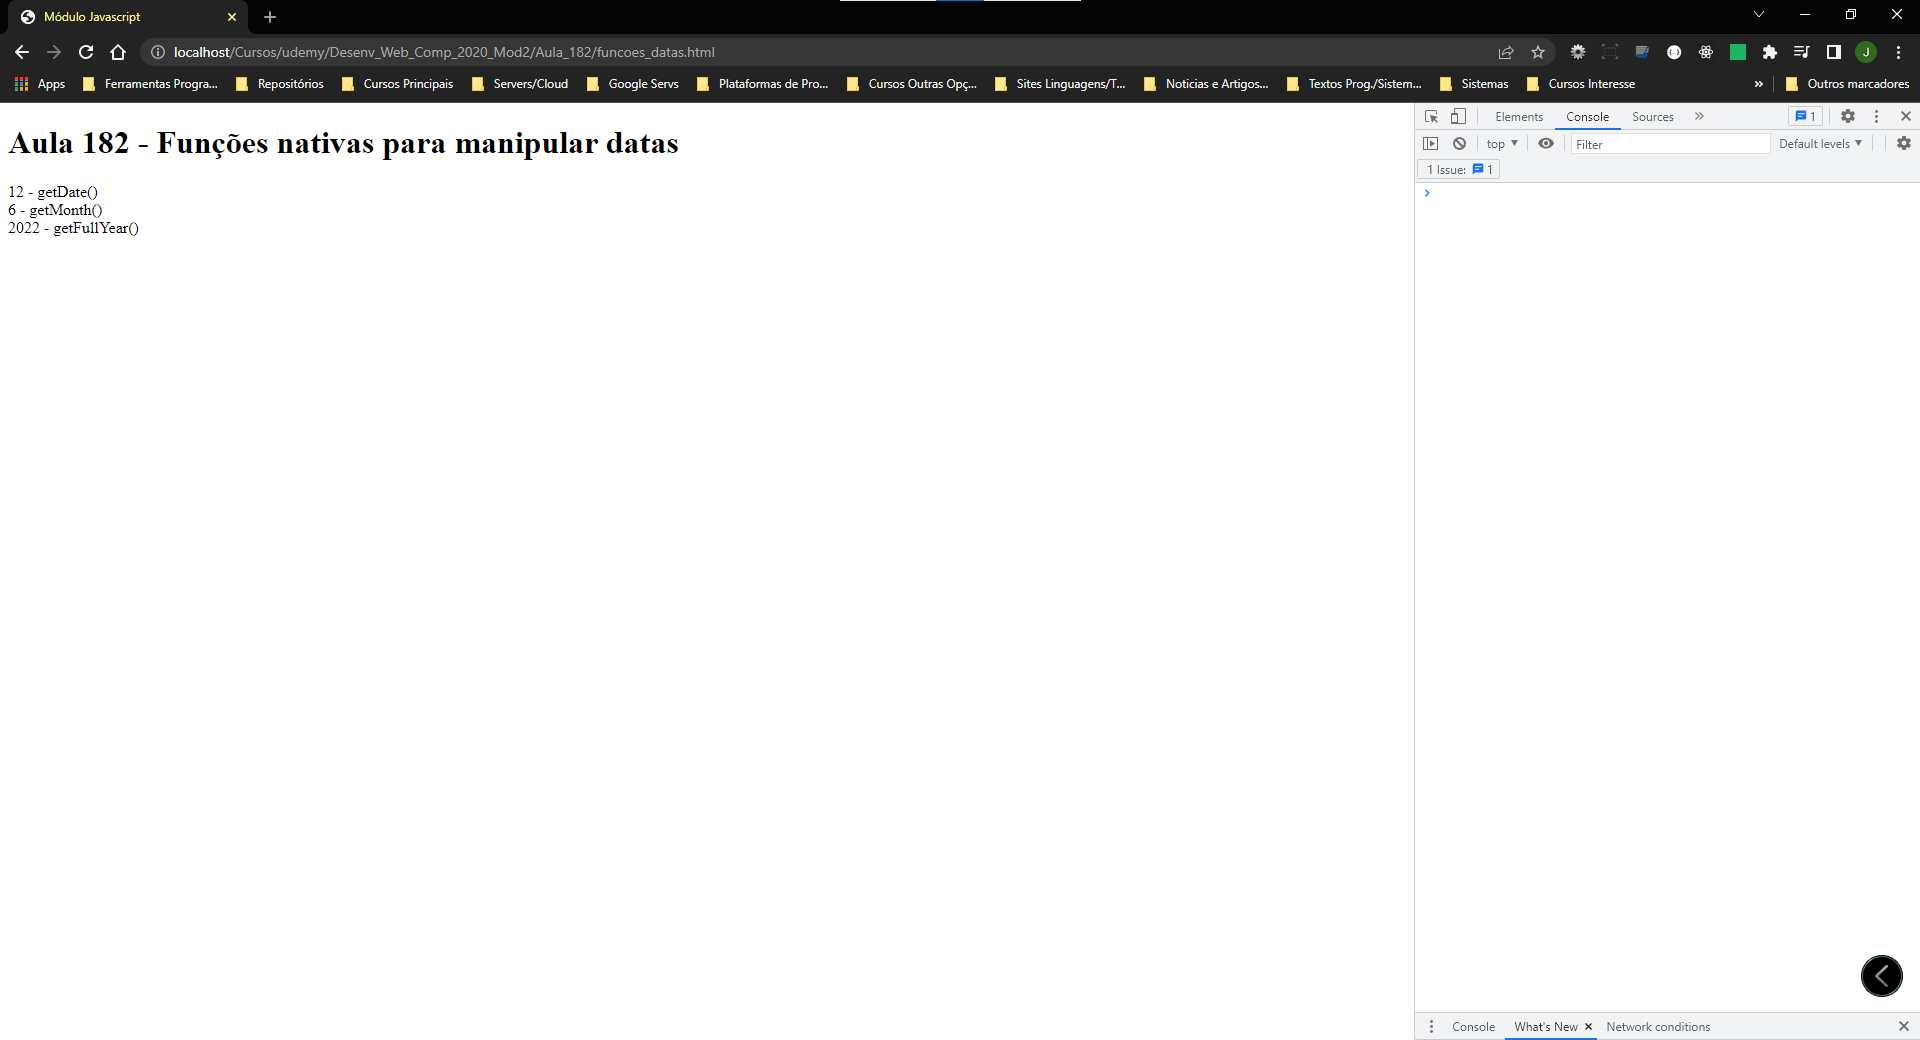 Módulo Javascript
localhost/Cursos/udemy/Desenv_Web_Comp_2020_Mod2/Aula_182/funcoes_datas.html
J
Apps
Ferramentas Progra...
Repositórios
Cursos Principais
Servers/Cloud
Google Servs
Plataformas de Pro...
Cursos Outras Opç...
Sites Linguagens/T...
Noticias e Artigos...
Textos Prog./Sistem...
Sistemas
Cursos Interesse
»
Outros marcadores
Aula 182 - Funções nativas para manipular datas
12 - getDate()
6 - getMonth()
2022 - getFullYear()
Elements
Console
Sources
»
1
top
Filter
Default levels
1 Issue: 1
Console
What's New
Network conditions